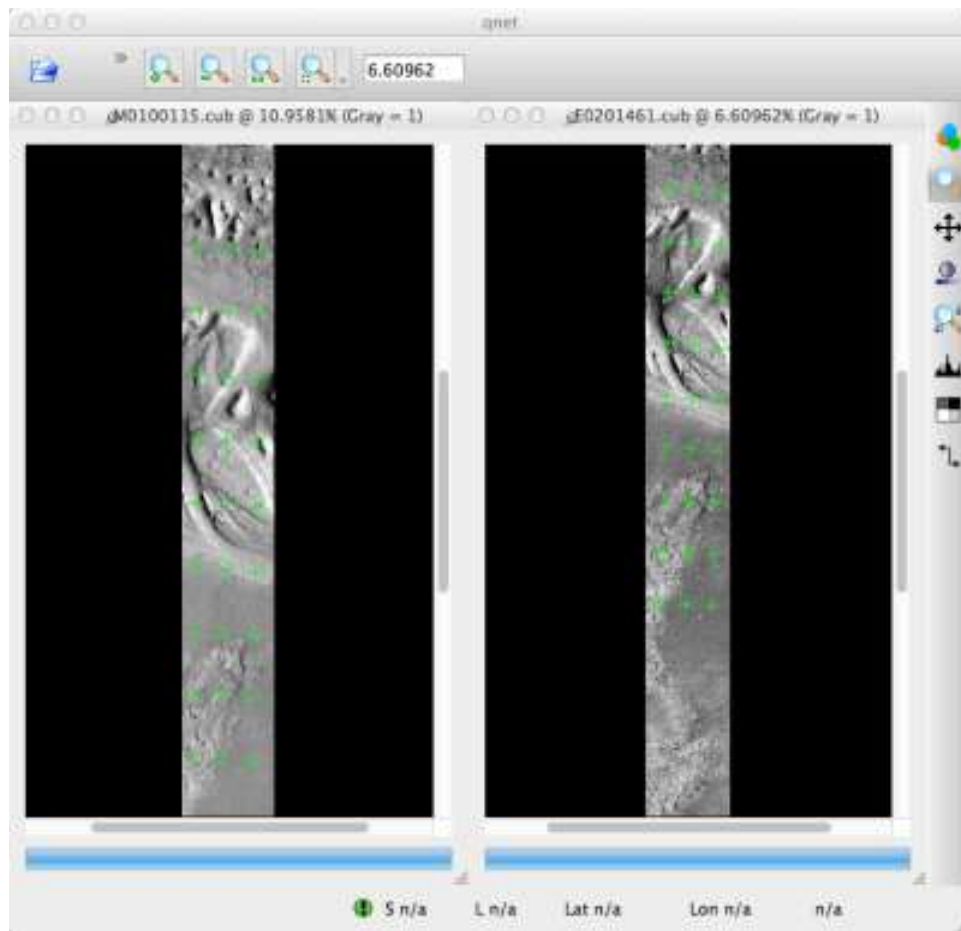 qnet
6.60962
M0100115.cub @ 10.9581% (Gray = 1)
E0201461.cub @ 6.60962% (Gray = 1)
S n/a L n/a Lat n/a Lon n/a n/a